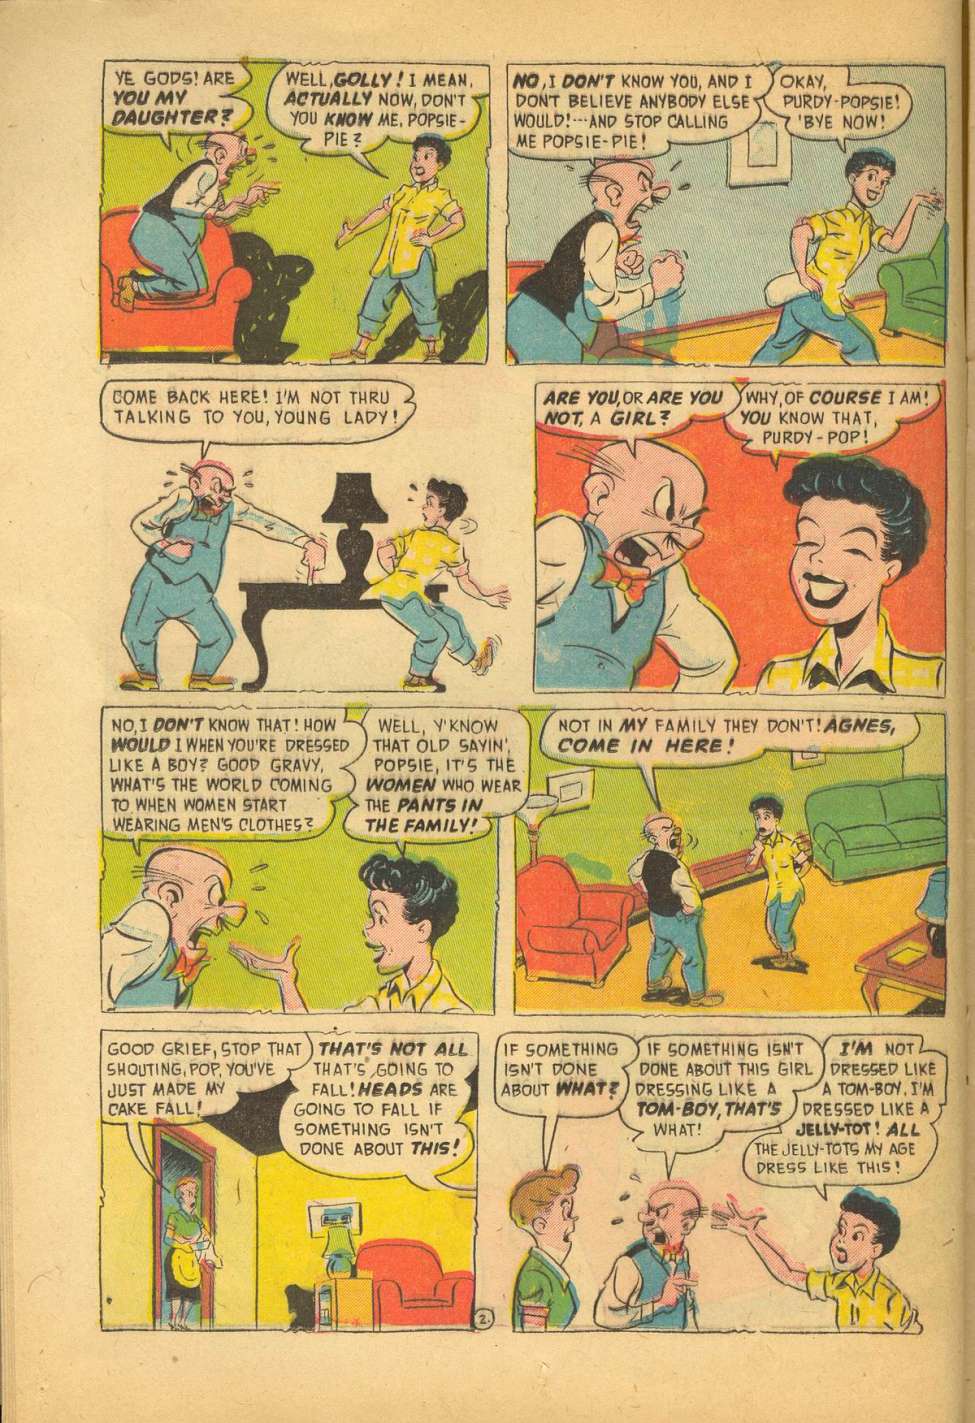 YE GODS! ARE
YOU MY
DAUGHTER?
WELL, GOLLY! I MEAN,
ACTUALLY NOW, DON'T
YOU KNOW ME, POPSIE-
PIE?
NO, I DON'T KNOW YOU, AND I
DON'T BELIEVE ANYBODY ELSE
WOULD!---AND STOP CALLING
ME POPSIE-PIE!
OKAY,
PURDY-POPSIE!
'BYE NOW!
COME BACK HERE! I'M NOT THRU
TALKING TO YOU, YOUNG LADY!
ARE YOU, OR ARE YOU
NOT, A GIRL?
WHY, OF COURSE I AM!
YOU KNOW THAT,
PURDY-POP!
NO, I DON'T KNOW THAT! HOW
WOULD I WHEN YOU'RE DRESSED
LIKE A BOY? GOOD GRAVY,
WHAT'S THE WORLD COMING
TO WHEN WOMEN START
WEARING MEN'S CLOTHES?
WELL, Y'KNOW
THAT OLD SAYIN',
POPSIE, IT'S THE
WOMEN WHO WEAR
THE PANTS IN
THE FAMILY!
NOT IN MY FAMILY THEY DON'T! AGNES,
COME IN HERE!
GOOD GRIEF, STOP THAT
SHOUTING, POP, YOU'VE
JUST MADE MY
CAKE FALL!
THAT'S NOT ALL
THAT'S GOING TO
FALL! HEADS ARE
GOING TO FALL IF
SOMETHING ISN'T
DONE ABOUT THIS!
2.
IF SOMETHING
ISN'T DONE
ABOUT WHAT?
IF SOMETHING ISN'T
DONE ABOUT THIS GIRL
DRESSING LIKE A
TOM-BOY, THAT'S
WHAT!
I'M NOT
DRESSED LIKE
A TOM-BOY, I'M
DRESSED LIKE A
JELLY-TOT! ALL
THE JELLY-TOTS MY AGE
DRESS LIKE THIS!